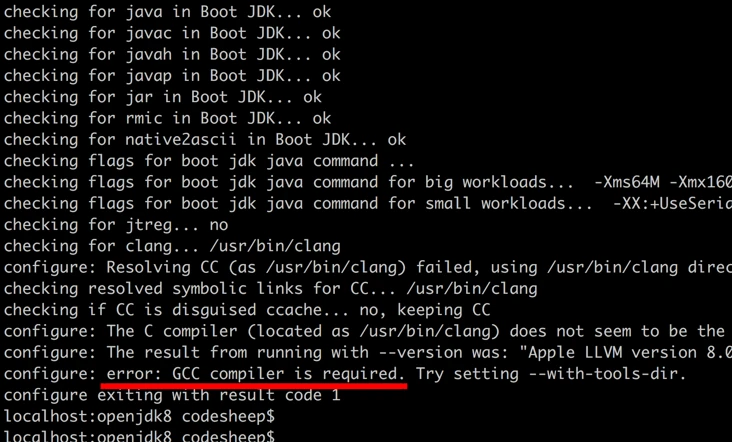 checking for java in Boot JDK... ok
checking for javac in Boot JDK... ok
checking for javah in Boot JDK... ok
checking for javap in Boot JDK... ok
checking for jar in Boot JDK... ok
checking for rmic in Boot JDK... ok
checking for native2ascii in Boot JDK... ok
checking flags for boot jdk java command ...
checking flags for boot jdk java command for big workloads...  -Xms64M -Xmx160
checking flags for boot jdk java command for small workloads...  -XX:+UseSeria
checking for jtreg... no
checking for clang... /usr/bin/clang
configure: Resolving CC (as /usr/bin/clang) failed, using /usr/bin/clang direc
checking resolved symbolic links for CC... /usr/bin/clang
checking if CC is disguised ccache... no, keeping CC
configure: The C compiler (located as /usr/bin/clang) does not seem to be the
configure: The result from running with --version was: "Apple LLVM version 8.0
configure: error: GCC compiler is required. Try setting --with-tools-dir.
configure exiting with result code 1
localhost:openjdk8 codesheep$
localhost:openjdk8 codesheep$